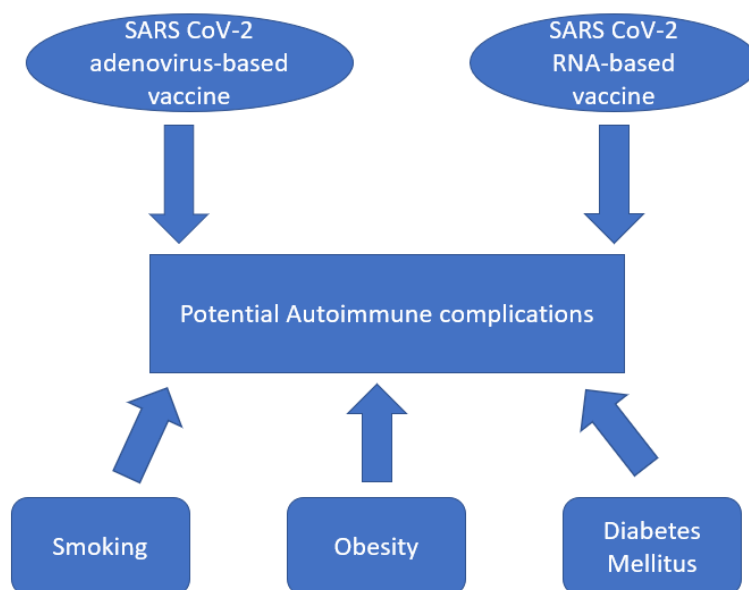 SARS CoV-2
adenovirus-based
vaccine
SARS CoV-2
RNA-based
vaccine
Potential Autoimmune complications
Smoking
Obesity
Diabetes
Mellitus